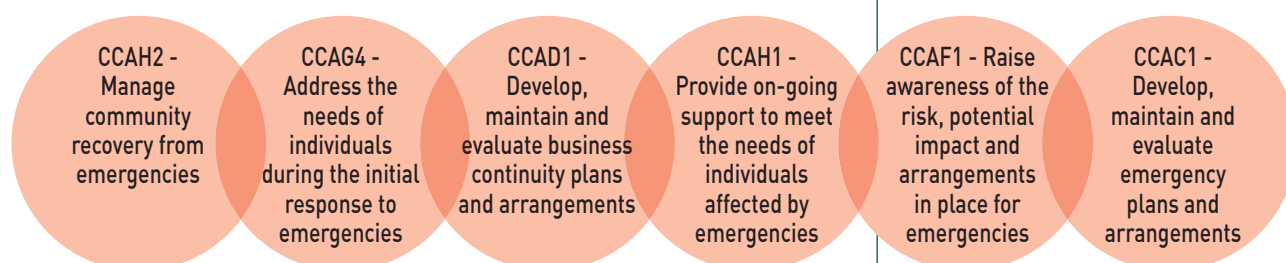 CCAH2 -
Manage
community
recovery from
emergencies
CCAG4 -
Address the
needs of
individuals
during the initial
response to
emergencies
CCAD1 -
Develop,
maintain and
evaluate business
continuity plans
and arrangements
CCAH1 -
Provide on-going
support to meet
the needs of
individuals
affected by
emergencies
CCAF1 - Raise
awareness of the
risk, potential
impact and
arrangements
in place for
emergencies
CCAC1 -
Develop,
maintain and
evaluate
emergency
plans and
arrangements